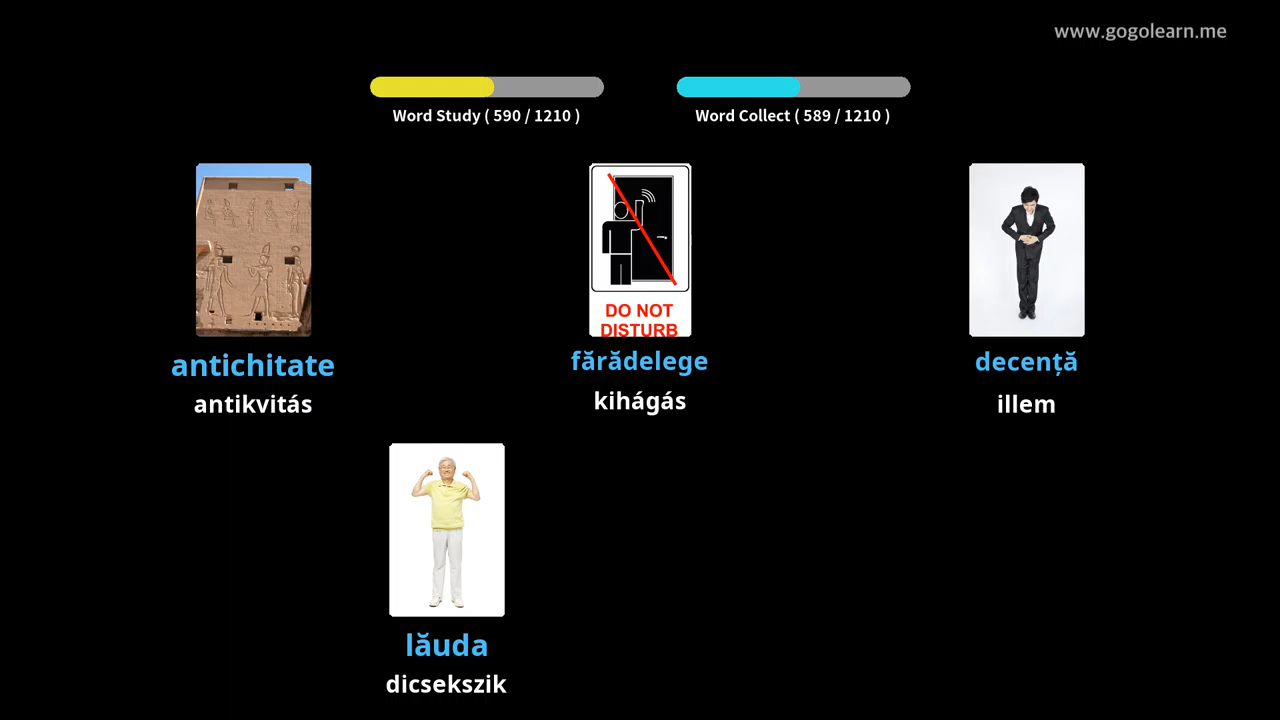 www.gogolearn.me
Word Study ( 590 / 1210 )
Word Collect ( 589 / 1210 )
DO NOT
DISTURB
antichitate
antikvitás
fărădelege
kihágás
decență
illem
lăuda
dicsekszik